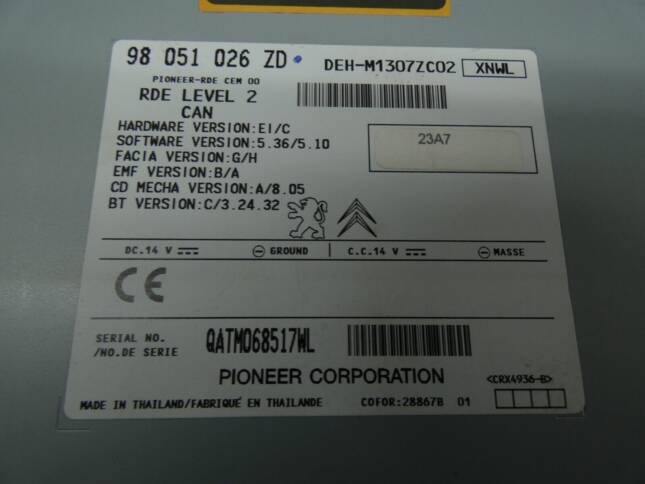 98 051 026 ZD
DEH-M1307ZC02 XNWL
PIONEER-RDE CEM 00
RDE LEVEL 2
CAN
HARDWARE VERSION:EI/C
SOFTWARE VERSION:5.36/5.10
FACIA VERSION:G/H
EMF VERSION:B/A
CD MECHA VERSION:A/8.05
BT VERSION:C/3.24.32
23A7
DC.14 V GROUND C.C.14 V MASSE
CE
SERIAL NO.
/NO.DE SERIE
QATM068517WL
PIONEER CORPORATION
<CRX4936-B>
MADE IN THAILAND/FABRIQUÉ EN THAILANDE COFOR:28867B 01